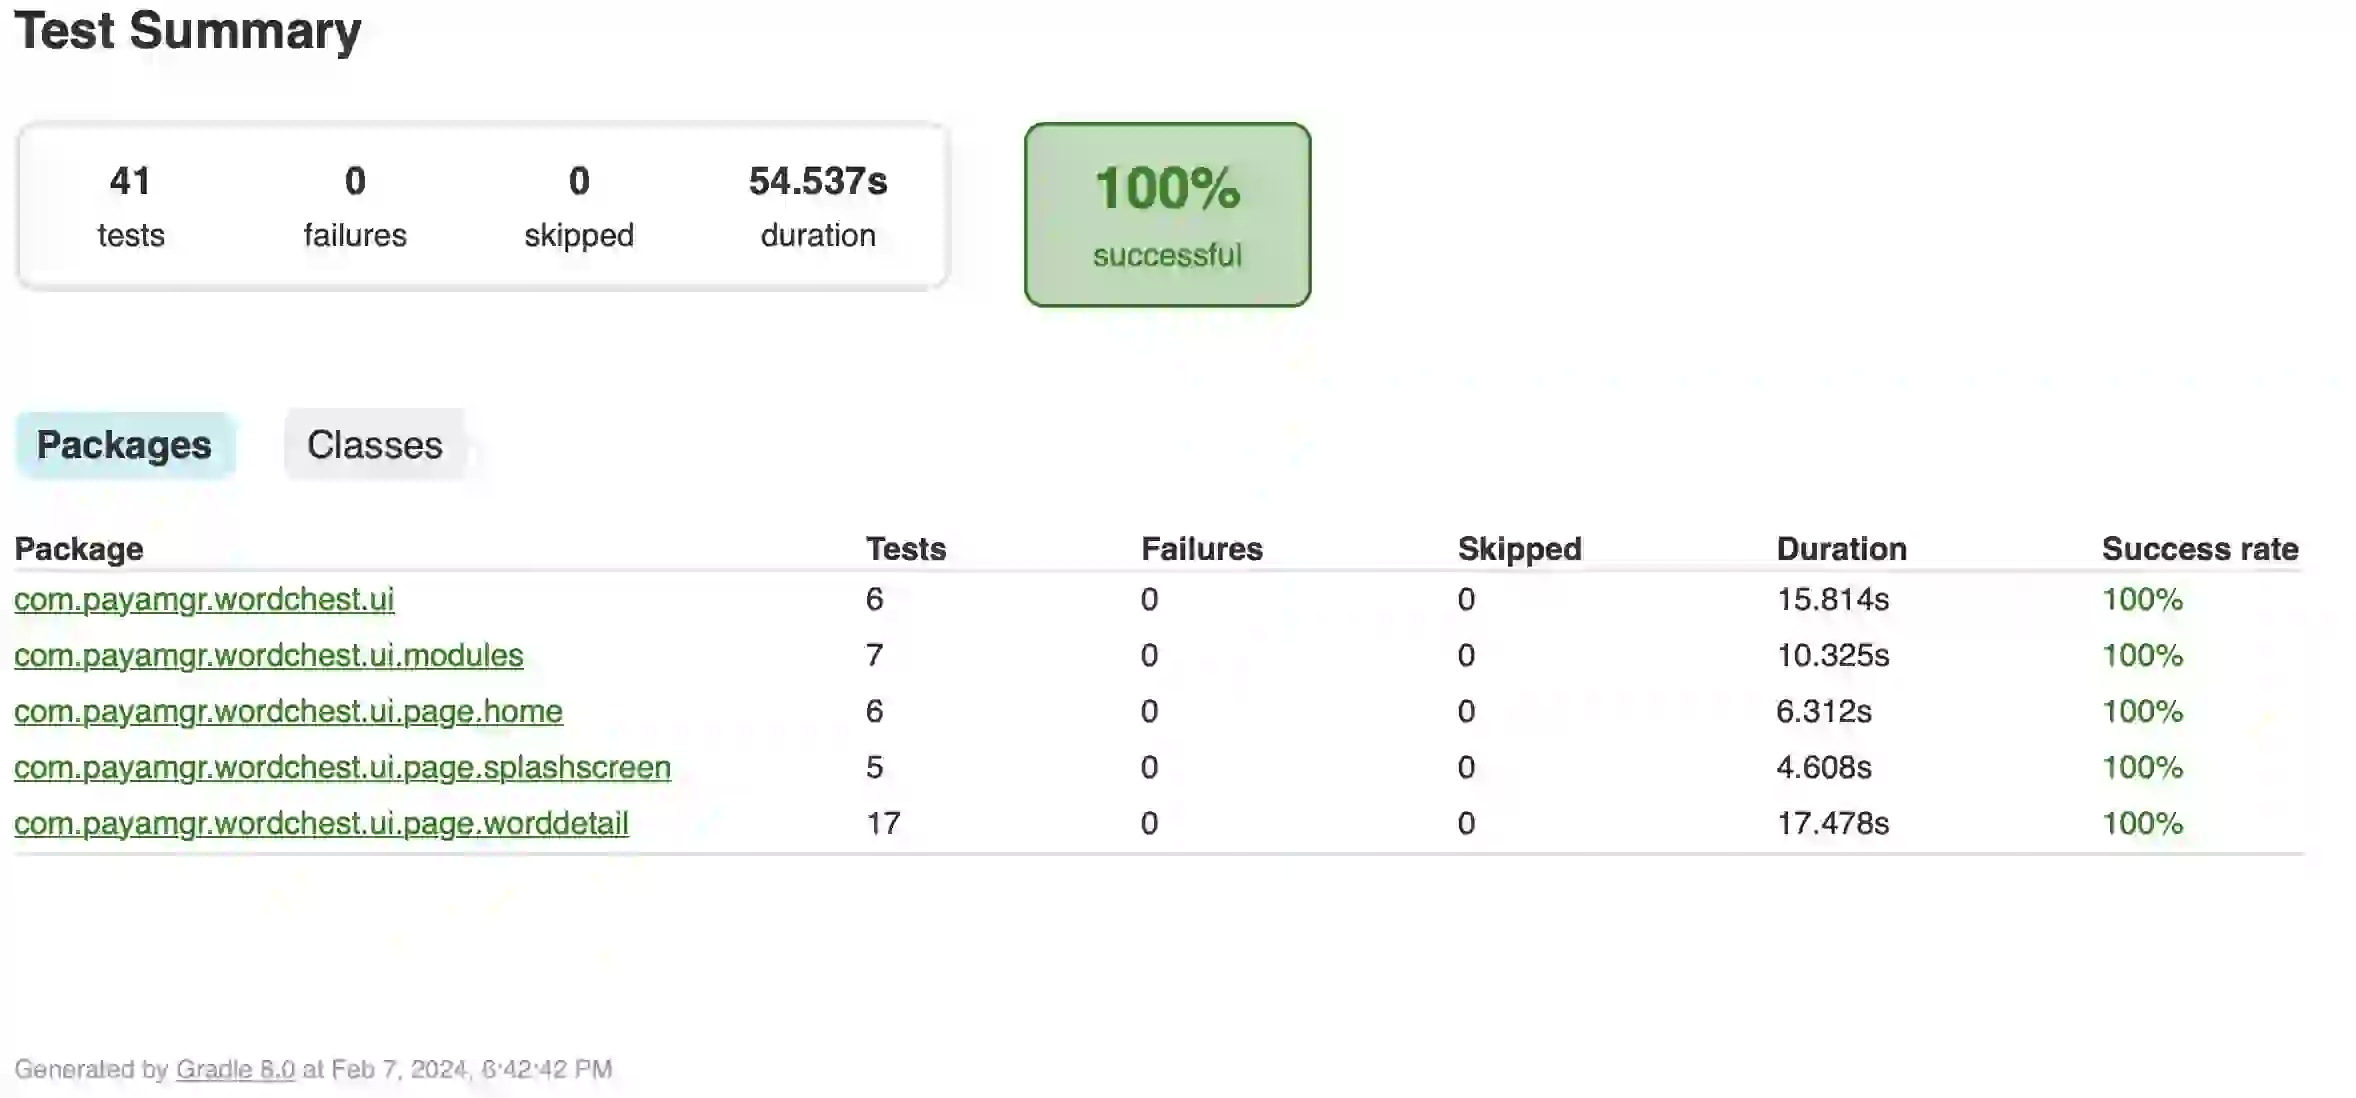 Test Summary
41 0 0 54.537s
tests failures skipped duration
100%
successful
Packages Classes
Package Tests Failures Skipped Duration Success rate
com.payamgr.wordchest.ui 6 0 0 15.814s 100%
com.payamgr.wordchest.ui.modules 7 0 0 10.325s 100%
com.payamgr.wordchest.ui.page.home 6 0 0 6.312s 100%
com.payamgr.wordchest.ui.page.splashscreen 5 0 0 4.608s 100%
com.payamgr.wordchest.ui.page.worddetail 17 0 0 17.478s 100%
Generated by Gradle 8.0 at Feb 7, 2024, 6:42:42 PM